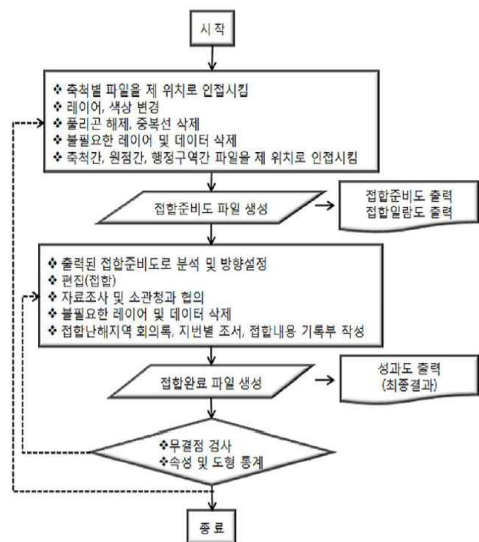 시 작
❖ 축척별 파일을 제 위치로 인접시킴
❖ 레이어, 색상 변경
❖ 폴리곤 해제, 중복선 삭제
❖ 불필요한 레이어 및 데이터 삭제
❖ 축척간, 원점간, 행정구역간 파일을 제 위치로 인접시킴
접합준비도 파일 생성
접합준비도 출력
접합일람도 출력
❖ 출력된 접합준비도로 분석 및 방향설정
❖ 편집(접합)
❖ 자료조사 및 소관청과 협의
❖ 불필요한 레이어 및 데이터 삭제
❖ 접합난해지역 회의록, 지번별 조서, 접합내용 기록부 작성
접합완료 파일 생성
성과도 출력
(최종결과)
❖무결점 검사
❖속성 및 도형 통계
종 료